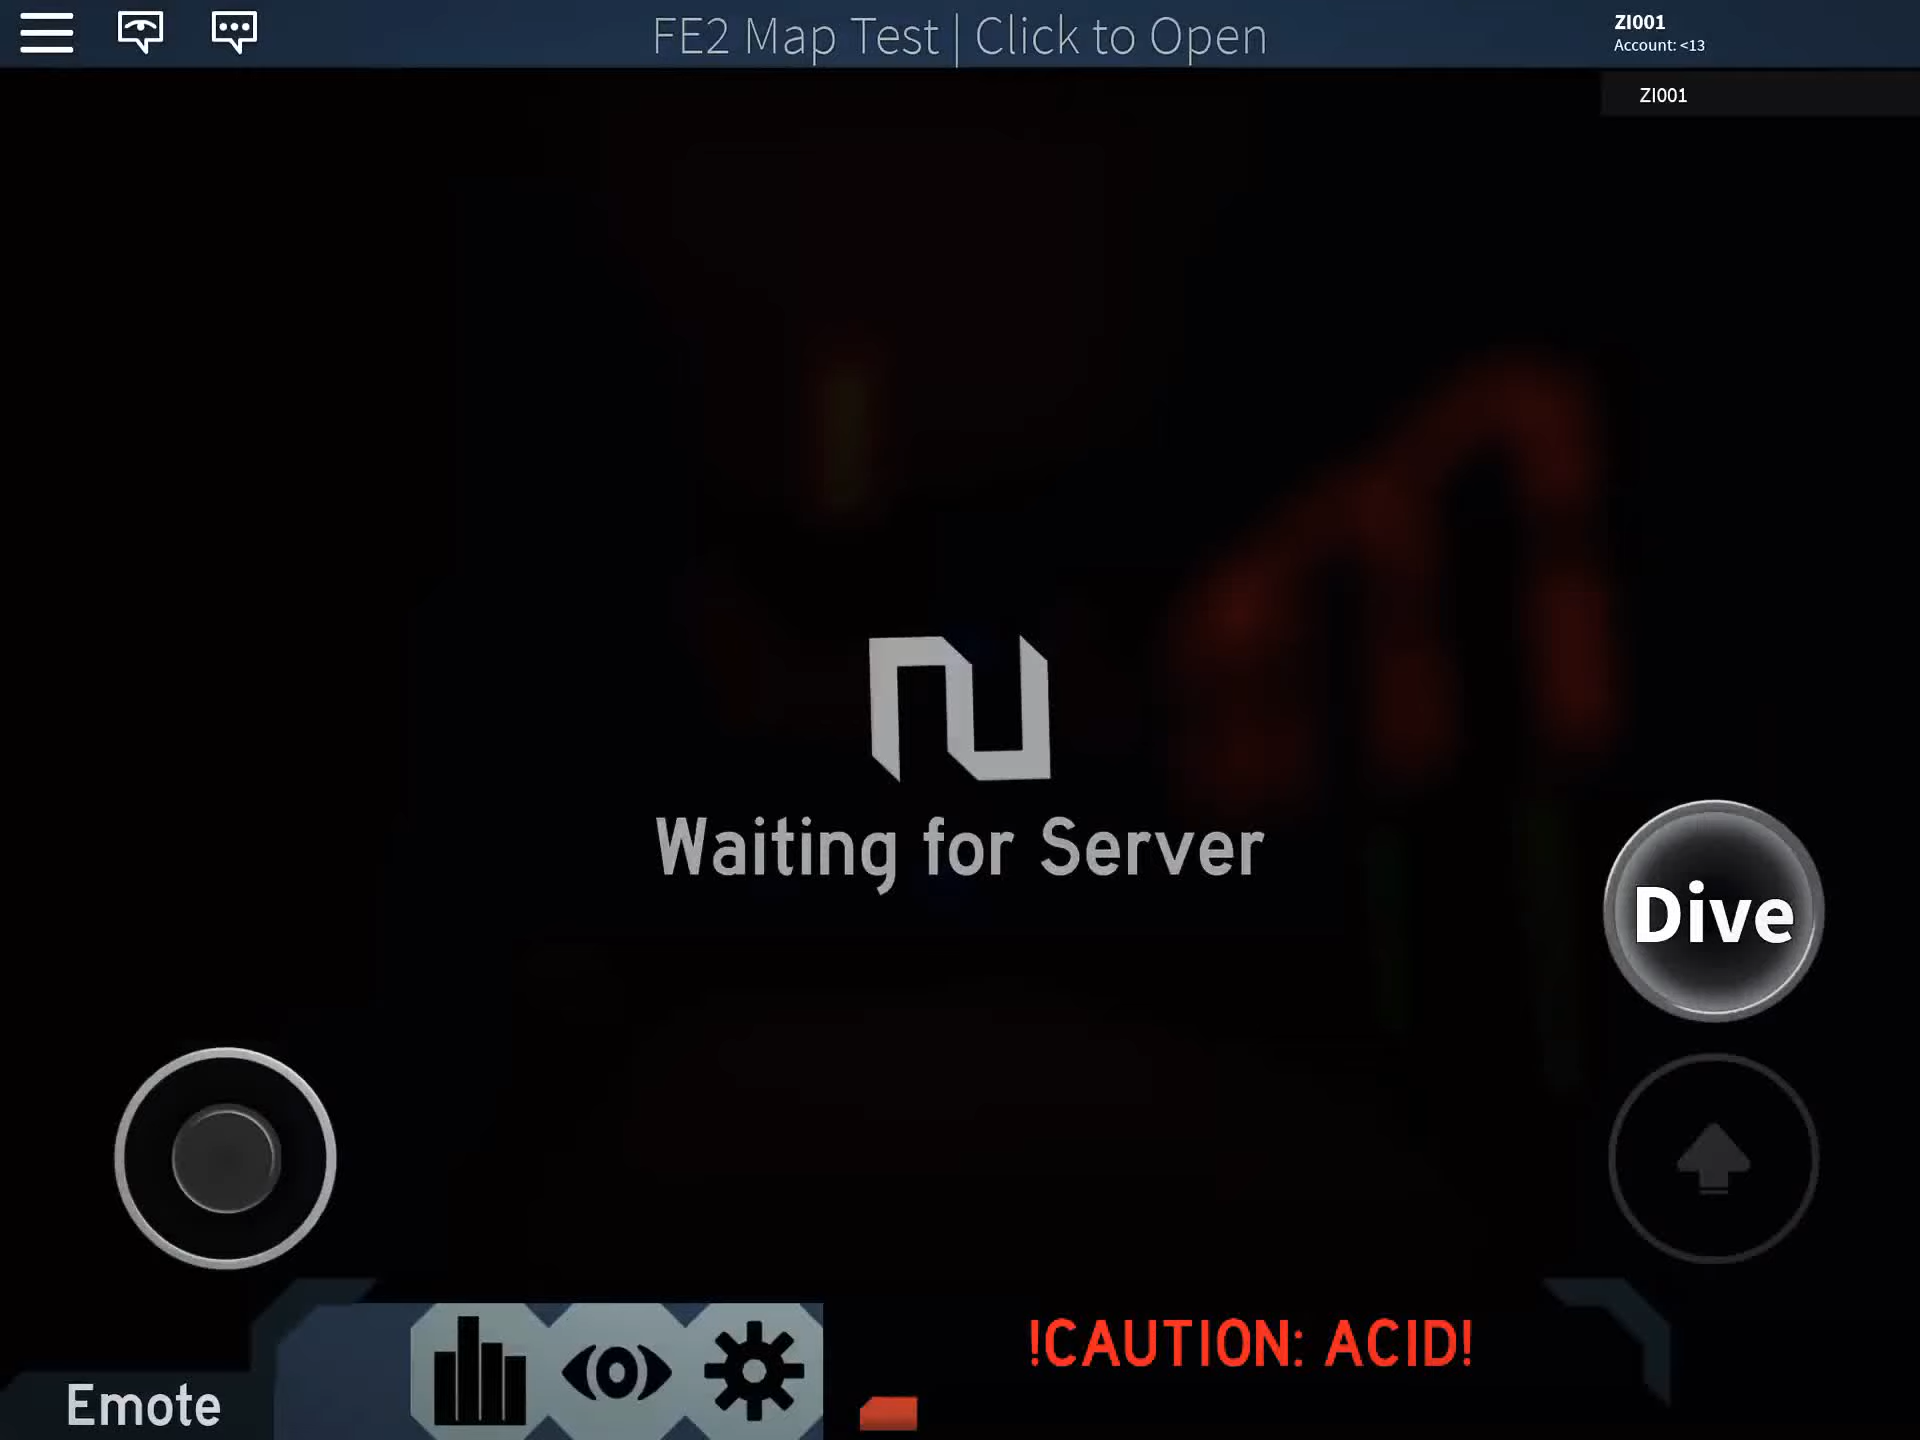 FE2 Map Test | Click to Open
ZI001
Account: <13
ZI001
Waiting for Server
Dive
!CAUTION: ACID!
Emote